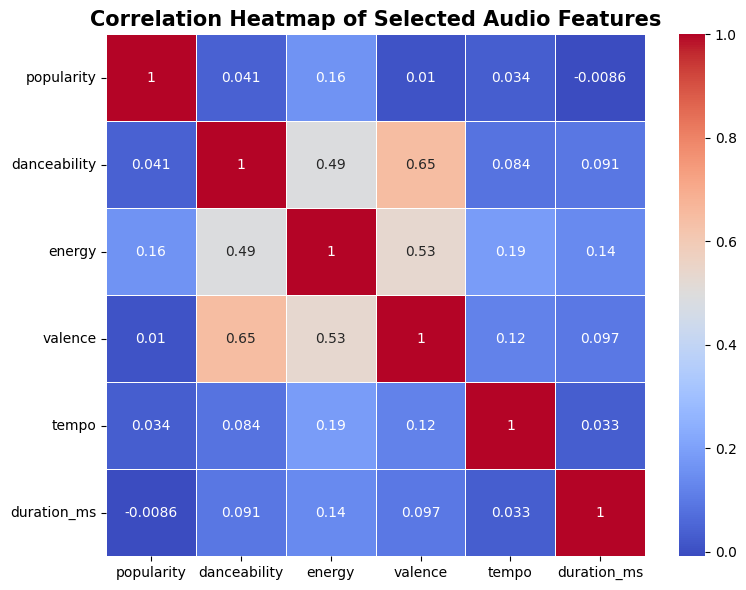 Correlation Heatmap of Selected Audio Features
popularity 1 0.041 0.16 0.01 0.034 -0.0086
danceability 0.041 1 0.49 0.65 0.084 0.091
energy 0.16 0.49 1 0.53 0.19 0.14
valence 0.01 0.65 0.53 1 0.12 0.097
tempo 0.034 0.084 0.19 0.12 1 0.033
duration_ms -0.0086 0.091 0.14 0.097 0.033 1
popularity danceability energy valence tempo duration_ms
1.0
0.8
0.6
0.4
0.2
0.0